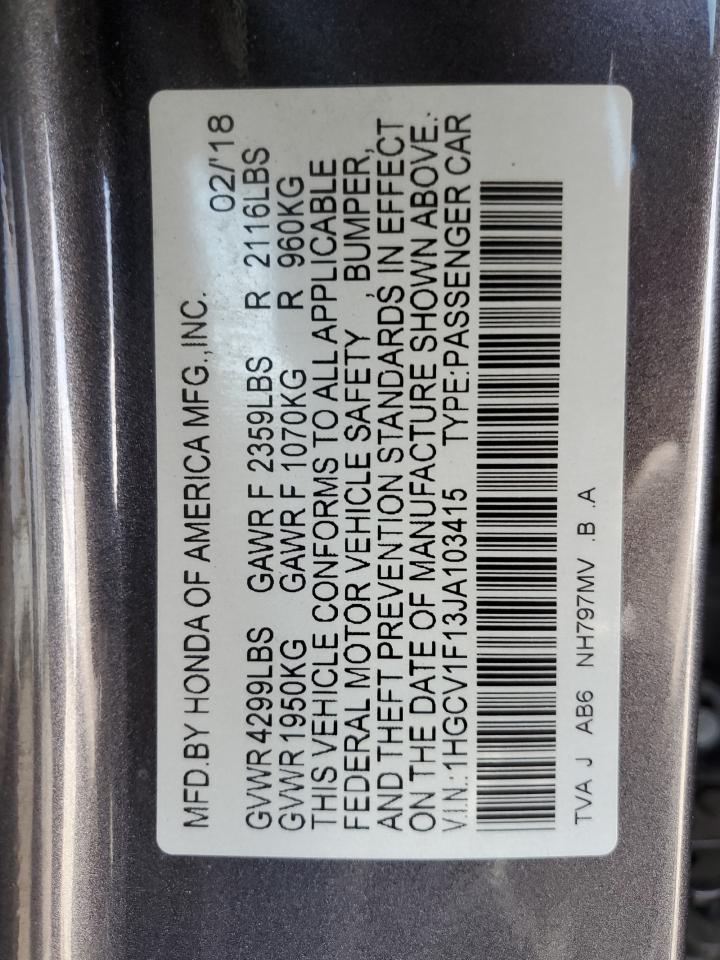 MFD.BY HONDA OF AMERICA MFG.,INC. 02/'18
GVWR 4299LBS GAWR F 2359LBS R 2116LBS
GVWR 1950KG GAWR F 1070KG R 960KG
THIS VEHICLE CONFORMS TO ALL APPLICABLE
FEDERAL MOTOR VEHICLE SAFETY , BUMPER,
AND THEFT PREVENTION STANDARDS IN EFFECT
ON THE DATE OF MANUFACTURE SHOWN ABOVE.
V.I.N.:1HGCV1F13JA103415 TYPE:PASSENGER CAR
TVA J AB6 NH797MV .B .A